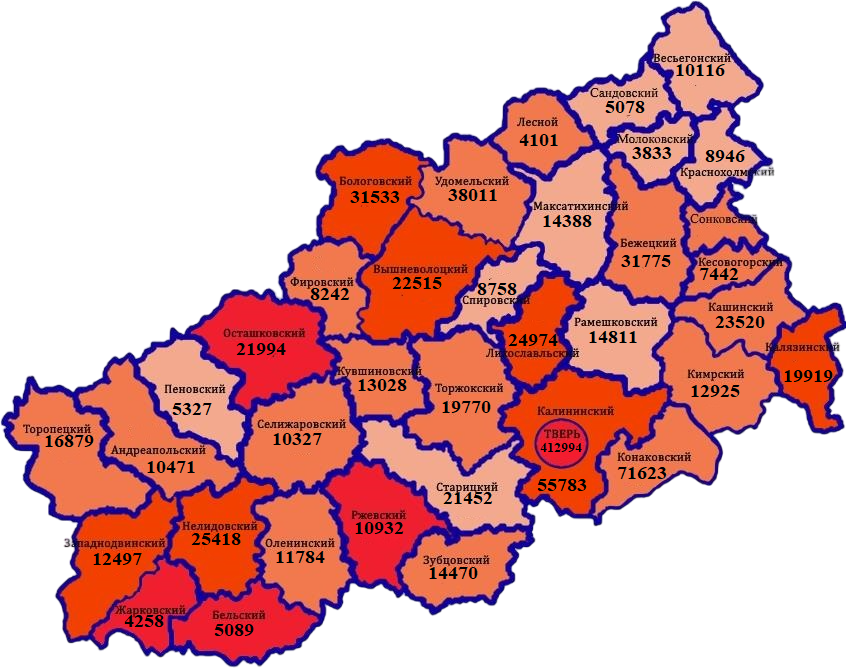 Весьегонский
10116
Сандовский
5078
Лесной
4101
Молоковский
3833
8946
Краснохолмский
Бологовский
31533
Удомельский
38011
Максатихинский
14388
Сонковский
Бежецкий
31775
Кесовогорский
7442
Вышневолоцкий
22515
Фировский
8242
8758
Спировский
Кашинский
23520
Рамешковский
14811
Осташковский
21994
24974
Лихославльский
Калязинский
19919
Кувшиновский
13028
Торжокский
19770
Кимрский
12925
Пеновский
5327
Калининский
ТВЕРЬ
412994
55783
Торопецкий
16879
Селижаровский
10327
Андреапольский
10471
Конаковский
71623
Старицкий
21452
Ржевский
10932
Нелидовский
25418
Западнодвинский
12497
Оленинский
11784
Зубцовский
14470
Жарковский
4258
Бельский
5089